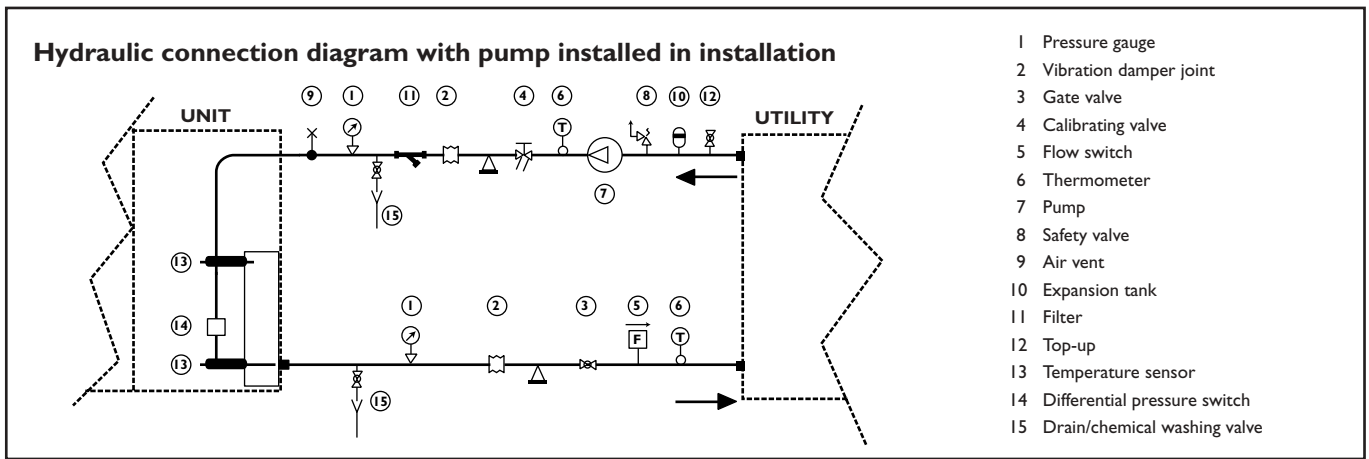 Hydraulic connection diagram with pump installed in installation
UNIT
UTILITY
9 1 11 2 4 6 8 10 12
T
7
15
13
14
13
1 2 3 5 6
F T
15
1 Pressure gauge
2 Vibration damper joint
3 Gate valve
4 Calibrating valve
5 Flow switch
6 Thermometer
7 Pump
8 Safety valve
9 Air vent
10 Expansion tank
11 Filter
12 Top-up
13 Temperature sensor
14 Differential pressure switch
15 Drain/chemical washing valve